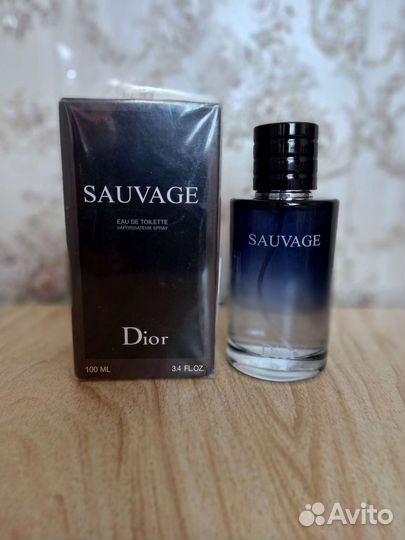 SAUVAGE
EAU DE TOILETTE
VAPORISATEUR SPRAY
Dior
100 ML 3.4 FL.OZ.
SAUVAGE
Avito